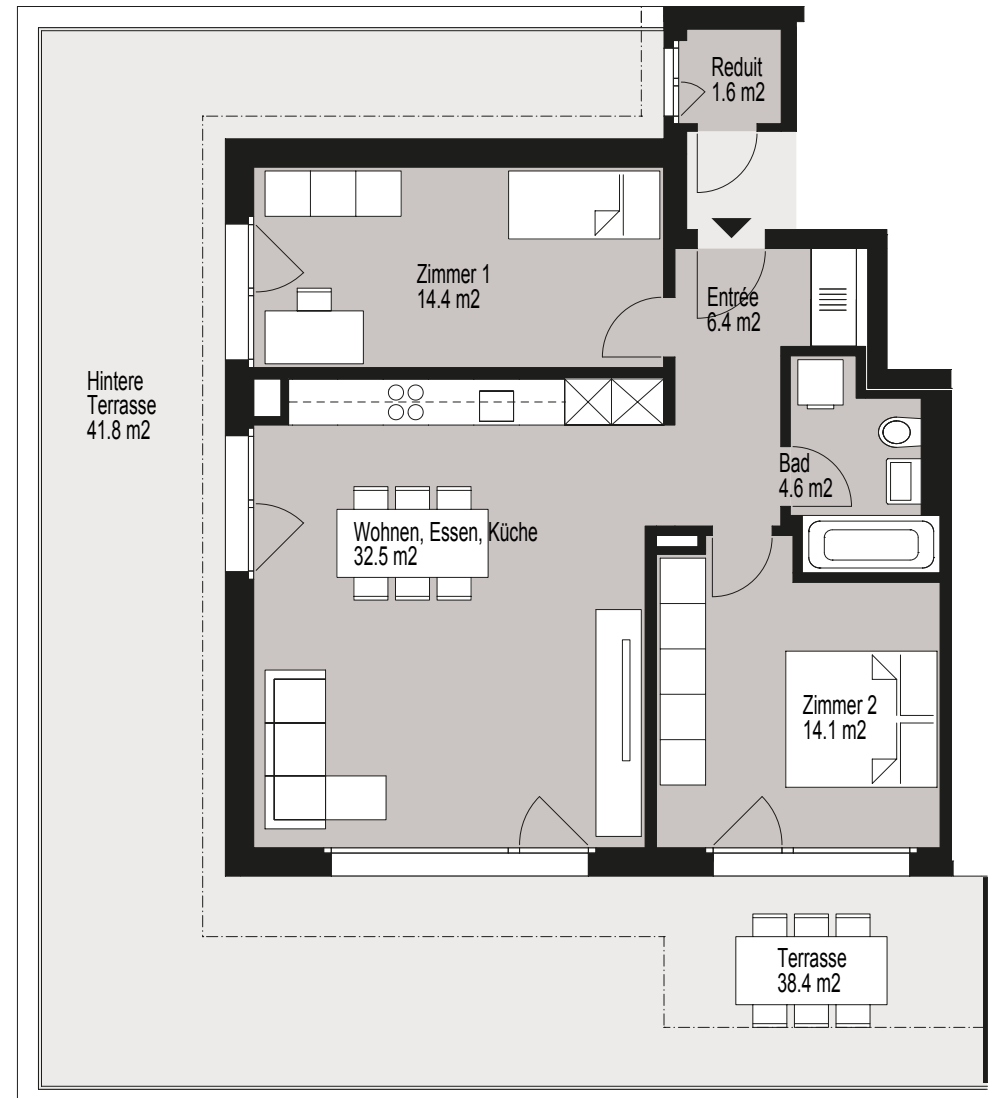 Reduit
1.6 m2
Zimmer 1
14.4 m2
Entrée
6.4 m2
Hintere
Terrasse
41.8 m2
Bad
4.6 m2
Wohnen, Essen, Küche
32.5 m2
Zimmer 2
14.1 m2
Terrasse
38.4 m2